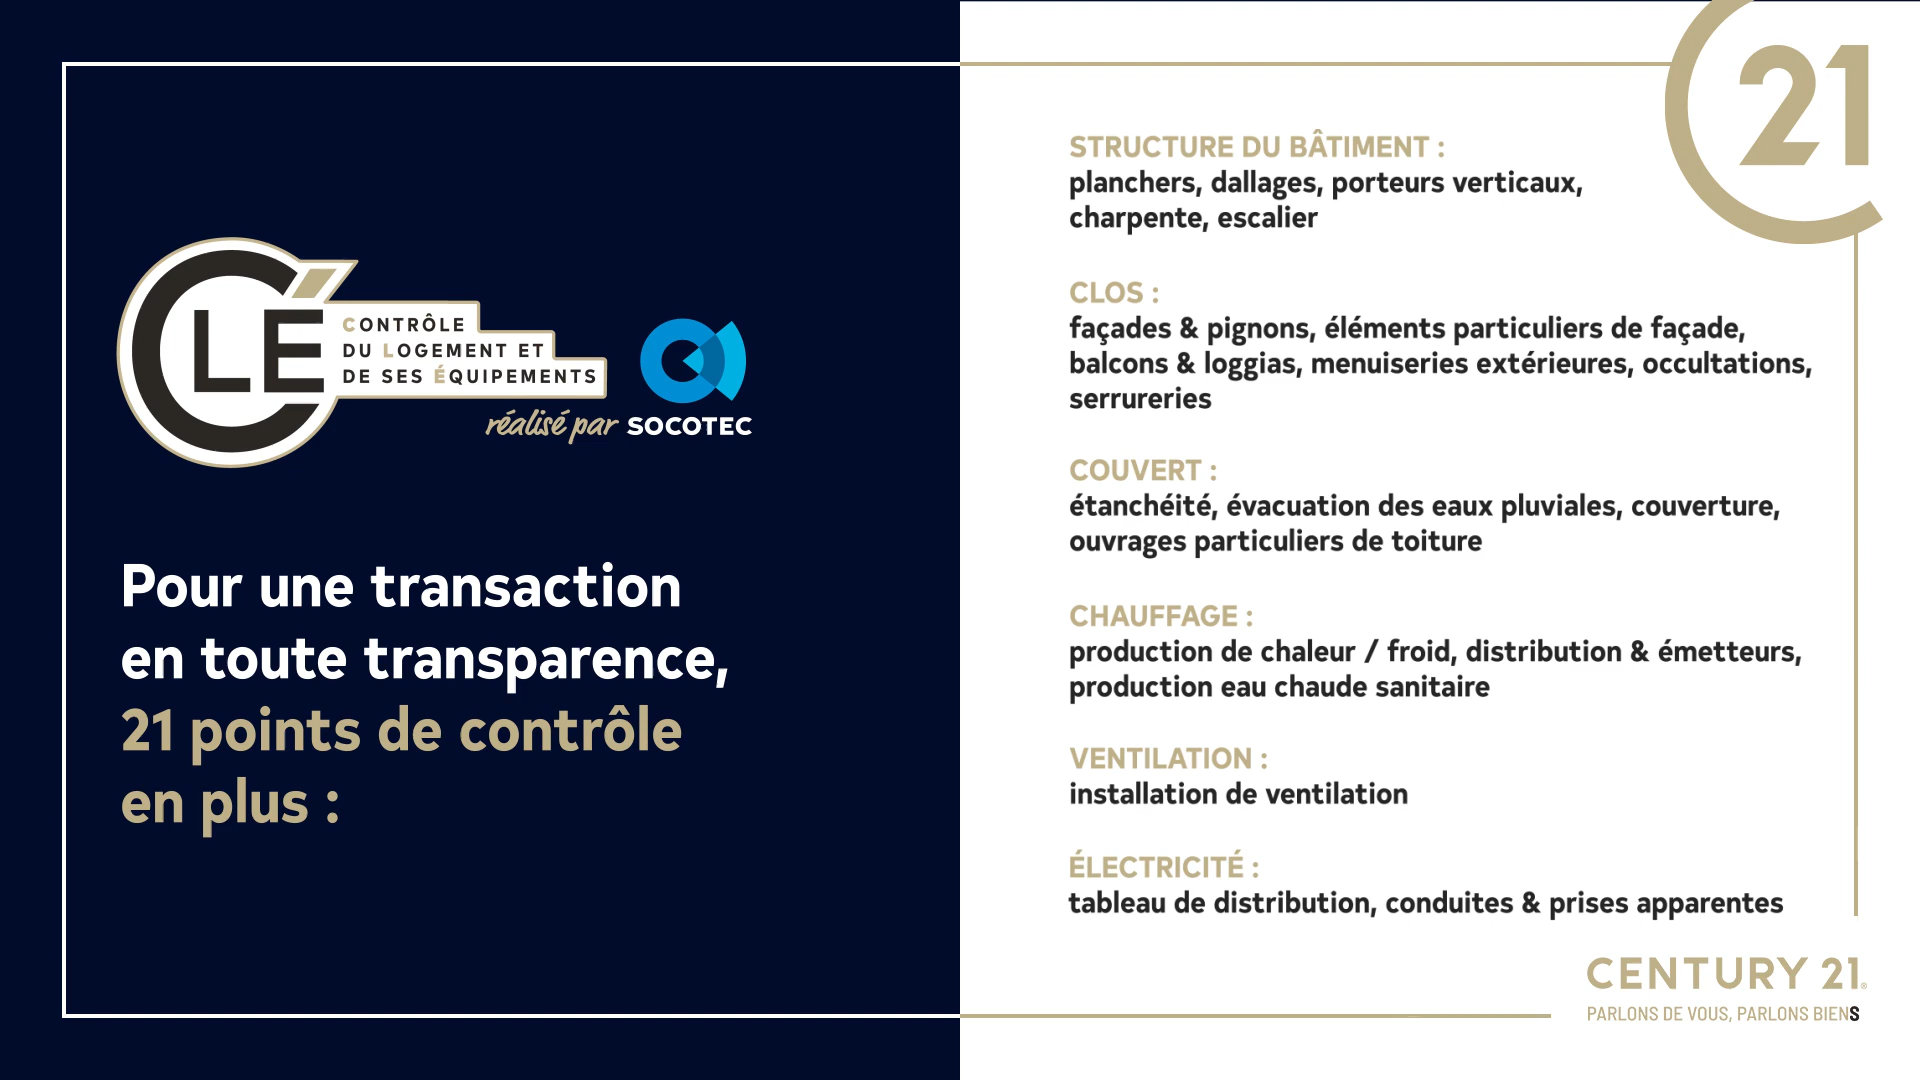 CLÉ
CONTRÔLE
DU LOGEMENT ET
DE SES ÉQUIPEMENTS
réalisé par SOCOTEC
Pour une transaction
en toute transparence,
21 points de contrôle
en plus :
21
STRUCTURE DU BÂTIMENT :
planchers, dallages, porteurs verticaux,
charpente, escalier
CLOS :
façades & pignons, éléments particuliers de façade,
balcons & loggias, menuiseries extérieures, occultations,
serrureries
COUVERT :
étanchéité, évacuation des eaux pluviales, couverture,
ouvrages particuliers de toiture
CHAUFFAGE :
production de chaleur / froid, distribution & émetteurs,
production eau chaude sanitaire
VENTILATION :
installation de ventilation
ÉLECTRICITÉ :
tableau de distribution, conduites & prises apparentes
CENTURY 21®
PARLONS DE VOUS, PARLONS BIENS